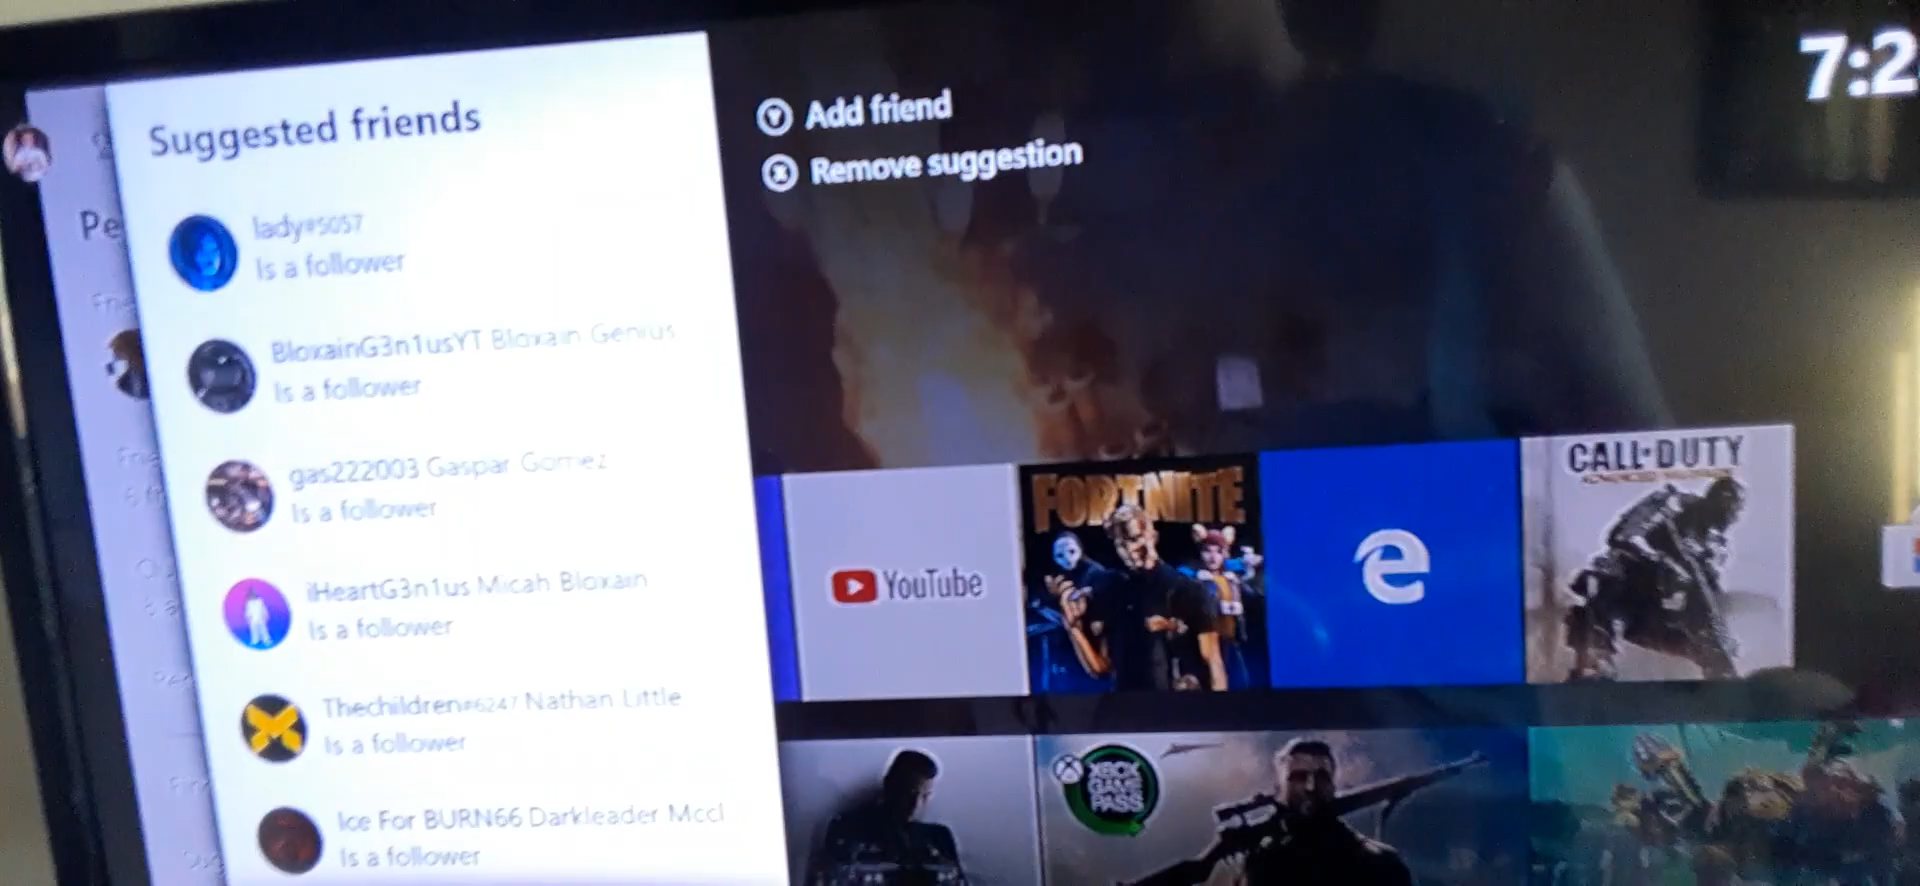 Suggested friends
lady#5057
Is a follower
BloxainG3n1usYT Bloxain Genius
Is a follower
gas222003 Gaspar Gomez
Is a follower
iHeartG3n1us Micah Bloxain
Is a follower
Thechildren#6247 Nathan Little
Is a follower
Ice For BURN66 Darkleader Mccl
Is a follower
Pe
Y Add friend
X Remove suggestion
7:2
YouTube
FORTNITE
CALL·DUTY
XBOX
GAME
PASS